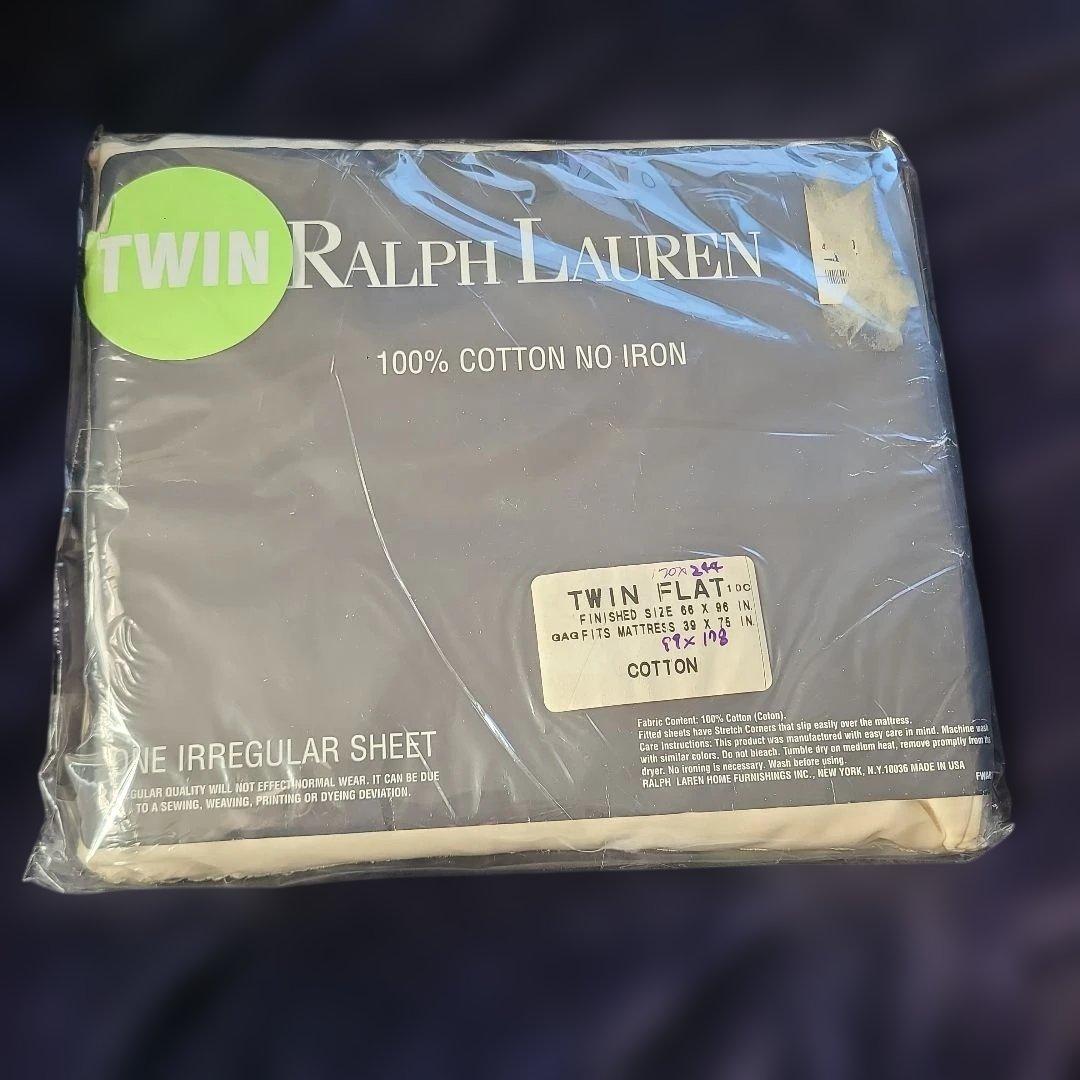 TWIN
RALPH LAUREN
100% COTTON NO IRON
170x244
TWIN FLAT 1 DC
FINISHED SIZE 66 X 96 IN.
GAG FITS MATTRESS 39 X 75 IN.
99x178
COTTON
ONE IRREGULAR SHEET
GULAR QUALITY WILL NOT EFFECT NORMAL WEAR. IT CAN BE DUE
TO A SEWING, WEAVING, PRINTING OR DYEING DEVIATION.
Fabric Content: 100% Cotton (Coton).
Fitted sheets have Stretch Corners that slip easily over the mattress.
Care Instructions: This product was manufactured with easy care in mind. Machine wash
with similar colors. Do not bleach. Tumble dry on medium heat, remove promptly from
dryer. No ironing is necessary. Wash before using.
RALPH LAREN HOME FURNISHINGS INC., NEW YORK, N.Y.10036 MADE IN USA